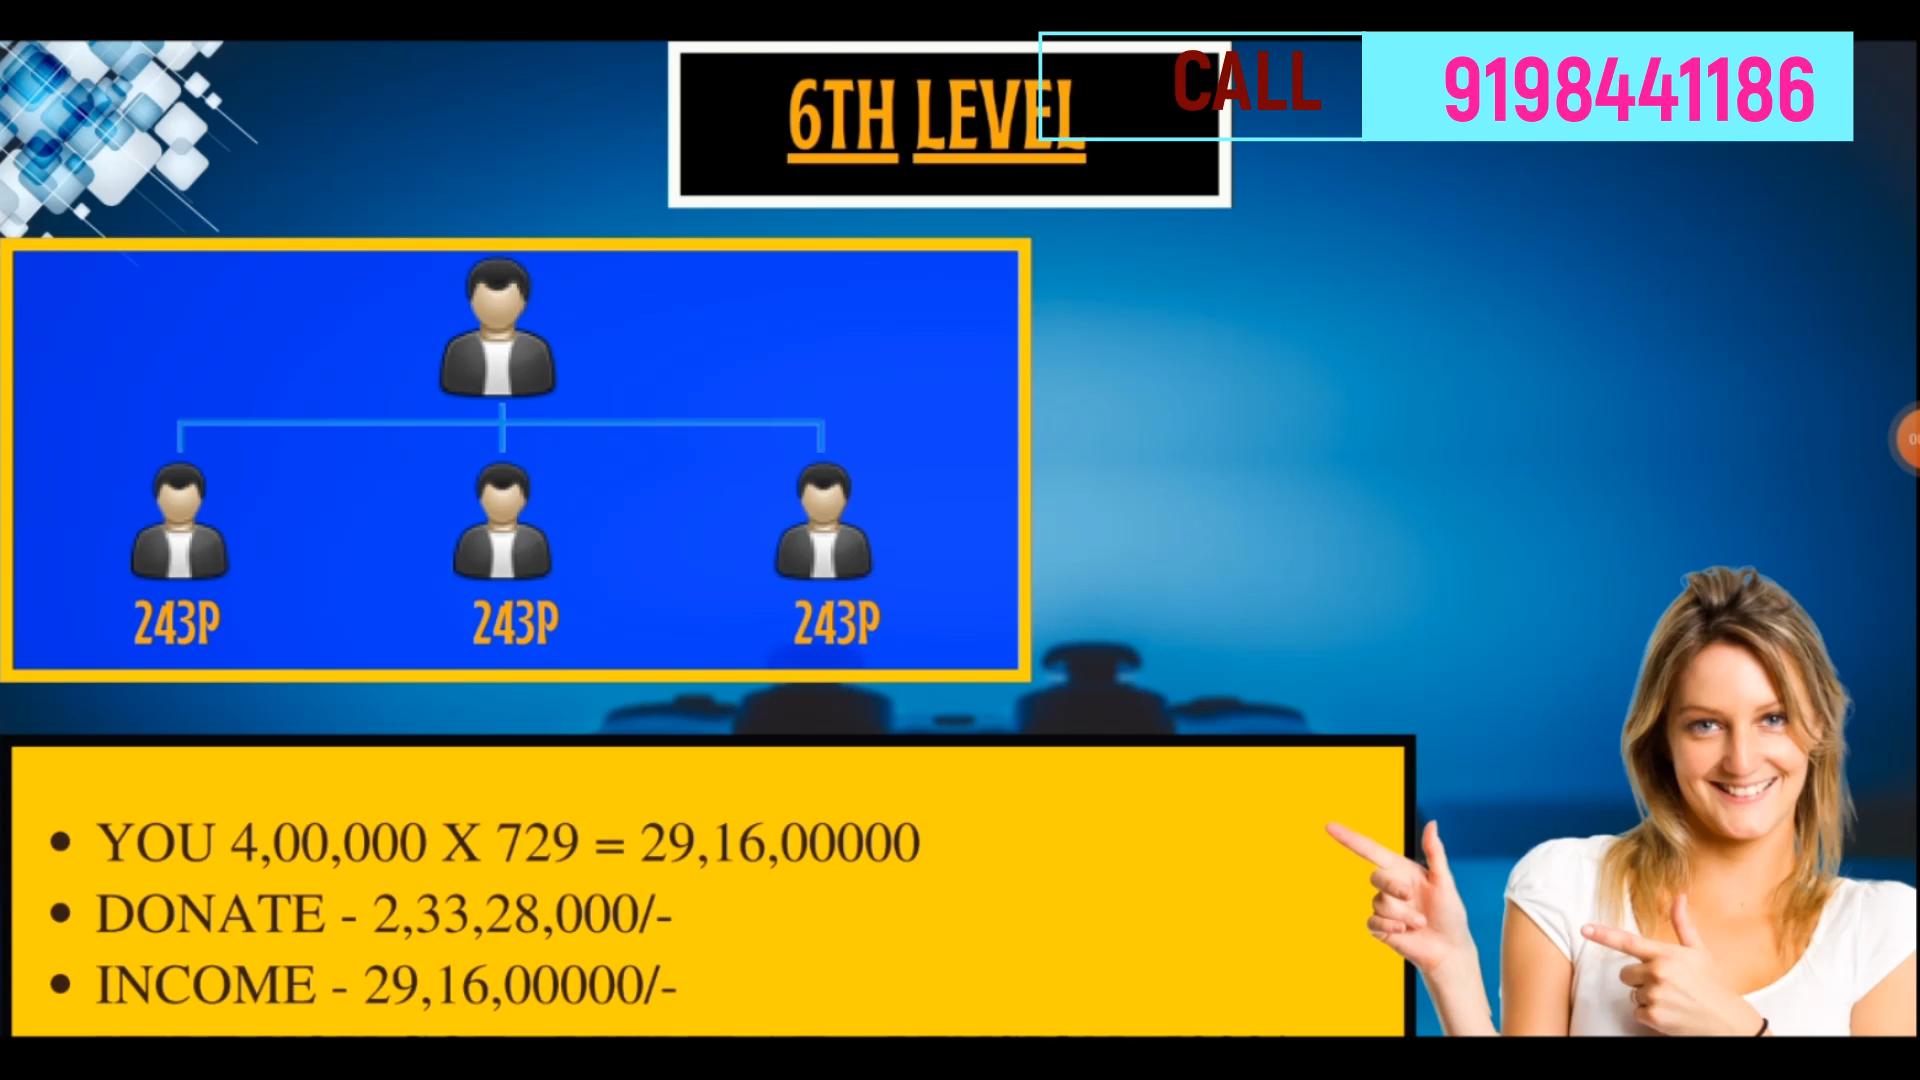 6TH LEVEL
CALL
9198441186
243P
243P
243P
YOU 4,00,000 X 729 = 29,16,00000
DONATE - 2,33,28,000/-
INCOME - 29,16,00000/-